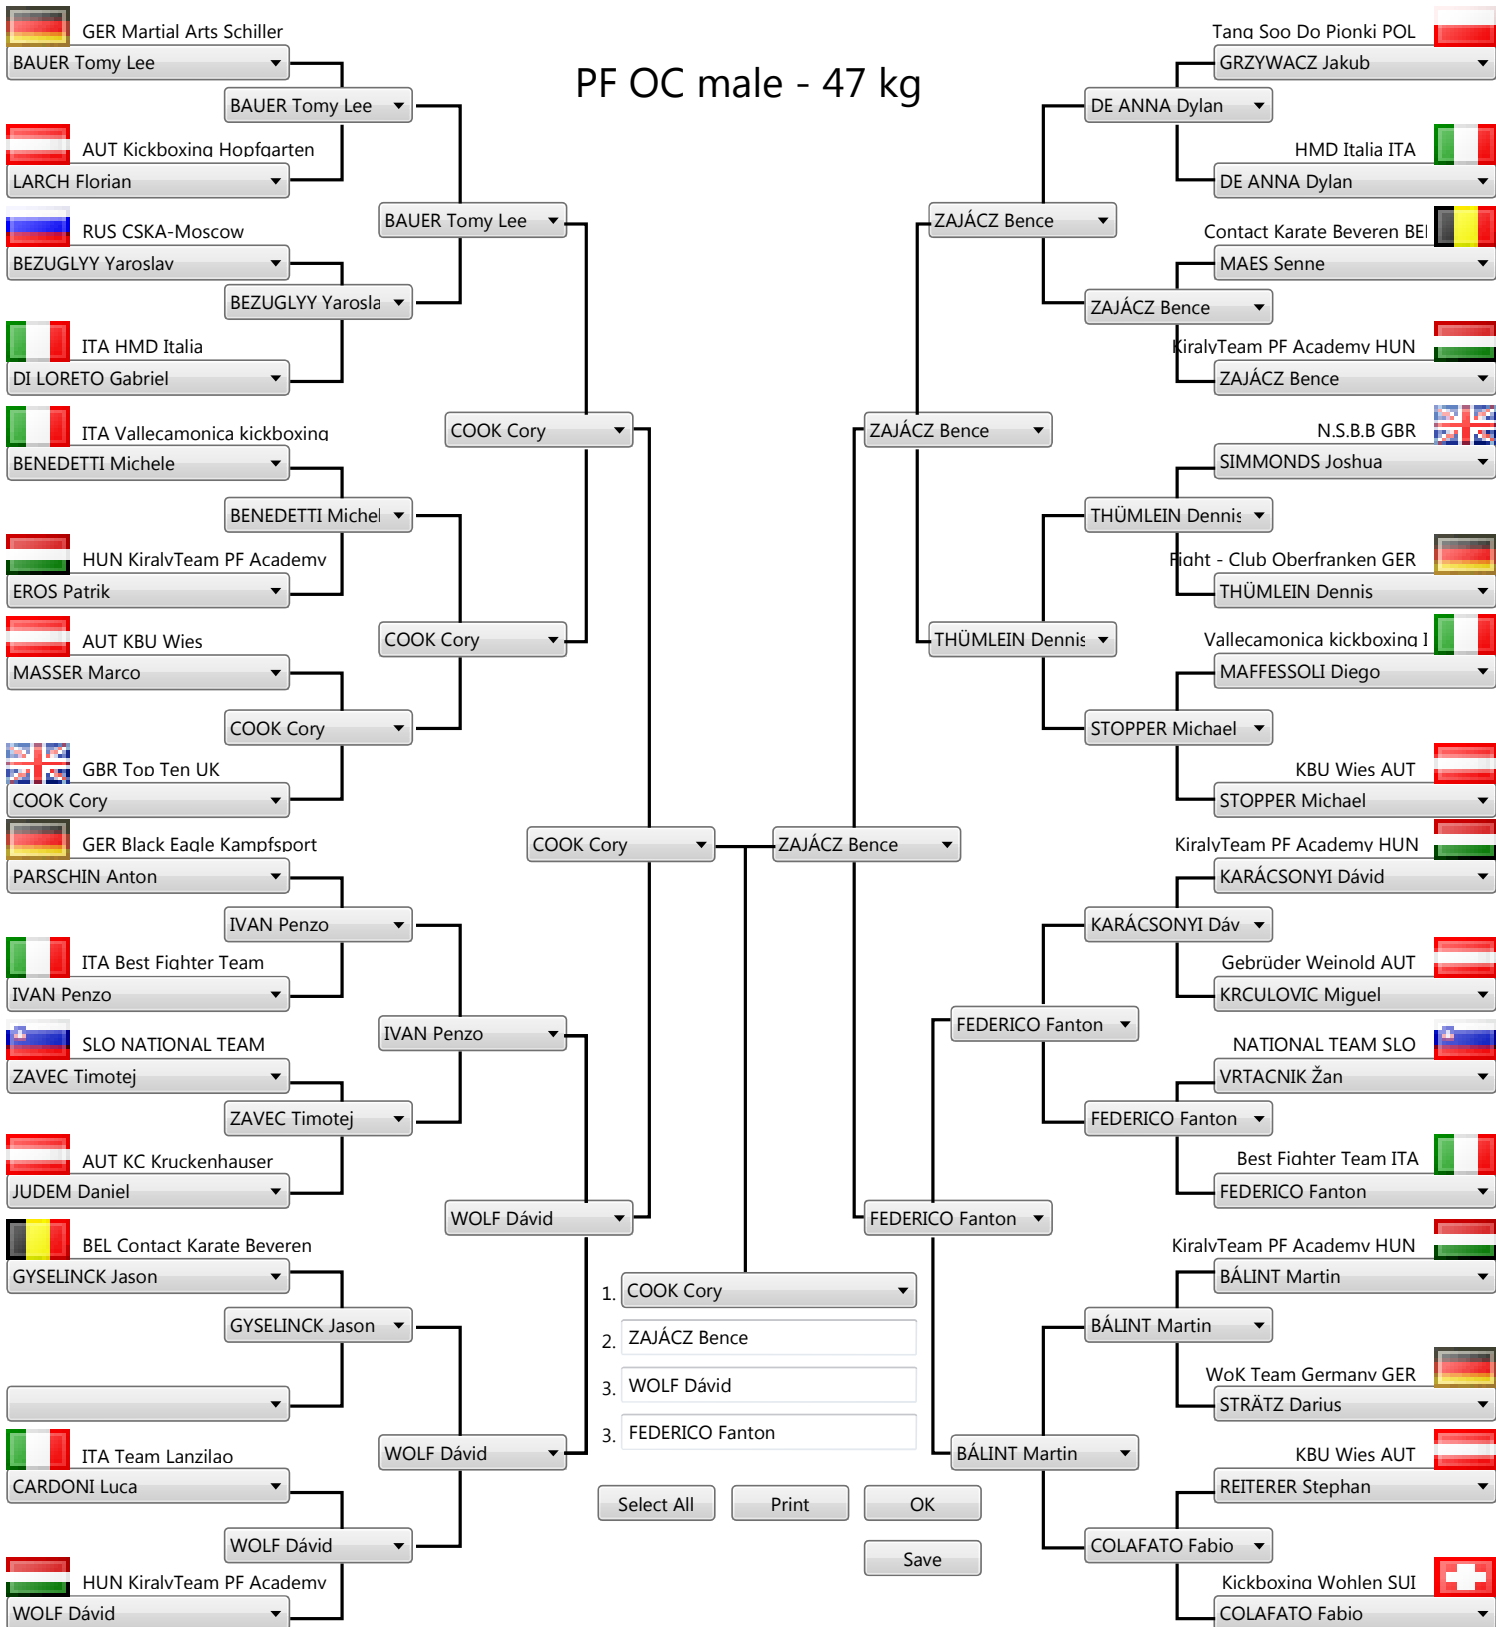 PF OC male - 47 kg
GER Martial Arts Schiller
BAUER Tomy Lee
BAUER Tomy Lee
AUT Kickboxing Hopfgarten
LARCH Florian
BAUER Tomy Lee
RUS CSKA-Moscow
BEZUGLYY Yaroslav
BEZUGLYY Yarosla
ITA HMD Italia
DI LORETO Gabriel
COOK Cory
ITA Vallecamonica kickboxing
BENEDETTI Michele
BENEDETTI Michel
HUN KiralyTeam PF Academy
EROS Patrik
COOK Cory
AUT KBU Wies
MASSER Marco
COOK Cory
GBR Top Ten UK
COOK Cory
COOK Cory
GER Black Eagle Kampfsport
PARSCHIN Anton
IVAN Penzo
ITA Best Fighter Team
IVAN Penzo
IVAN Penzo
SLO NATIONAL TEAM
ZAVEC Timotej
ZAVEC Timotej
AUT KC Kruckenhauser
JUDEM Daniel
WOLF Dávid
BEL Contact Karate Beveren
GYSELINCK Jason
GYSELINCK Jason
WOLF Dávid
ITA Team Lanzilao
CARDONI Luca
WOLF Dávid
HUN KiralyTeam PF Academy
WOLF Dávid
Tang Soo Do Pionki POL
GRZYWACZ Jakub
DE ANNA Dylan
HMD Italia ITA
DE ANNA Dylan
ZAJÁCZ Bence
Contact Karate Beveren BEI
MAES Senne
ZAJÁCZ Bence
KiralyTeam PF Academy HUN
ZAJÁCZ Bence
ZAJÁCZ Bence
N.S.B.B GBR
SIMMONDS Joshua
THÜMLEIN Dennis
Fight - Club Oberfranken GER
THÜMLEIN Dennis
THÜMLEIN Dennis
Vallecamonica kickboxing I
MAFFESSOLI Diego
STOPPER Michael
KBU Wies AUT
STOPPER Michael
ZAJÁCZ Bence
KiralyTeam PF Academy HUN
KARÁCSONYI Dávid
KARÁCSONYI Dáv
Gebrüder Weinold AUT
KRCULOVIC Miguel
FEDERICO Fanton
NATIONAL TEAM SLO
VRTACNIK Žan
FEDERICO Fanton
Best Fighter Team ITA
FEDERICO Fanton
FEDERICO Fanton
KiralyTeam PF Academy HUN
BÁLINT Martin
BÁLINT Martin
WoK Team Germany GER
STRÄTZ Darius
BÁLINT Martin
KBU Wies AUT
REITERER Stephan
COLAFATO Fabio
Kickboxing Wohlen SUI
COLAFATO Fabio
1. COOK Cory
2. ZAJÁCZ Bence
3. WOLF Dávid
3. FEDERICO Fanton
Select All Print OK
Save